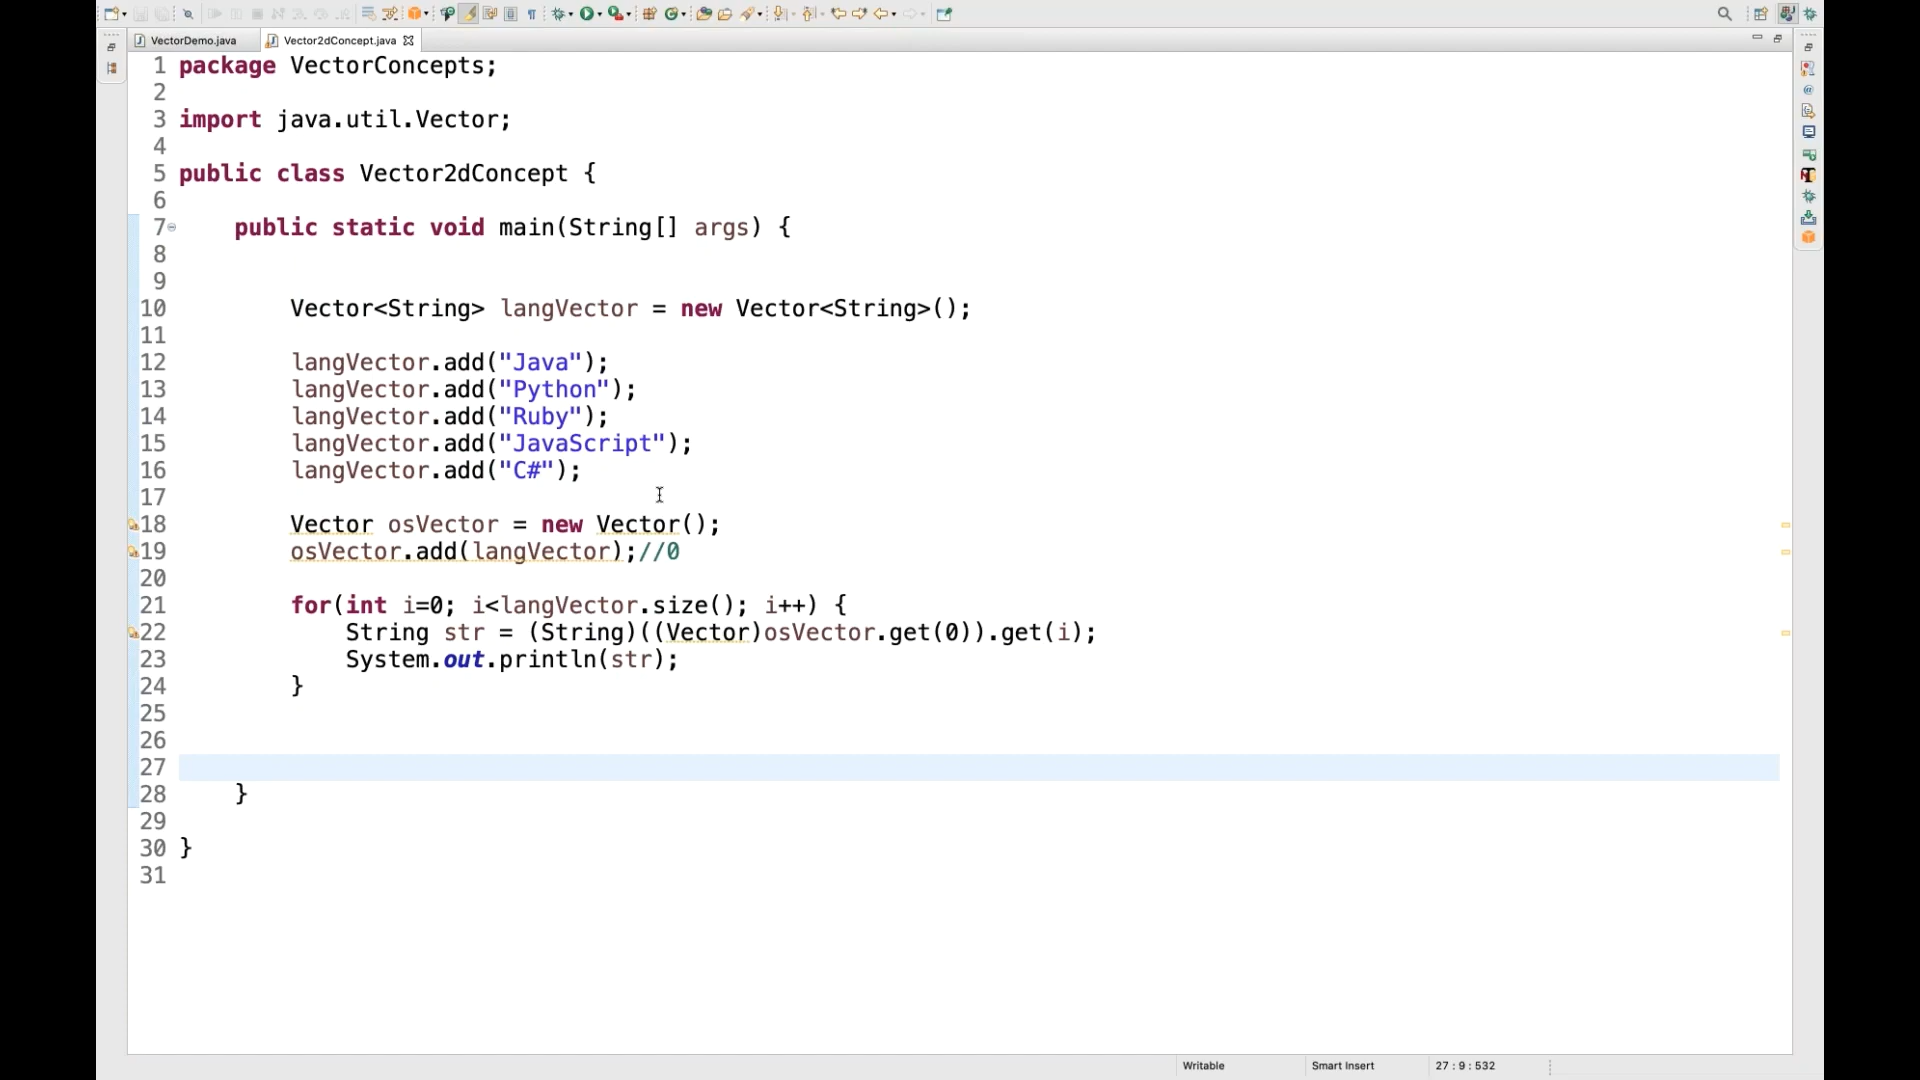 VectorDemo.java
Vector2dConcept.java
1 package VectorConcepts;
2
3 import java.util.Vector;
4
5 public class Vector2dConcept {
6
7 public static void main(String[] args) {
8
9
10 Vector<String> langVector = new Vector<String>();
11
12 langVector.add("Java");
13 langVector.add("Python");
14 langVector.add("Ruby");
15 langVector.add("JavaScript");
16 langVector.add("C#");
17
18 Vector osVector = new Vector();
19 osVector.add(langVector);//0
20
21 for(int i=0; i<langVector.size(); i++) {
22 String str = (String)((Vector)osVector.get(0)).get(i);
23 System.out.println(str);
24 }
25
26
27
28 }
29
30 }
31
Writable Smart Insert 27 : 9 : 532